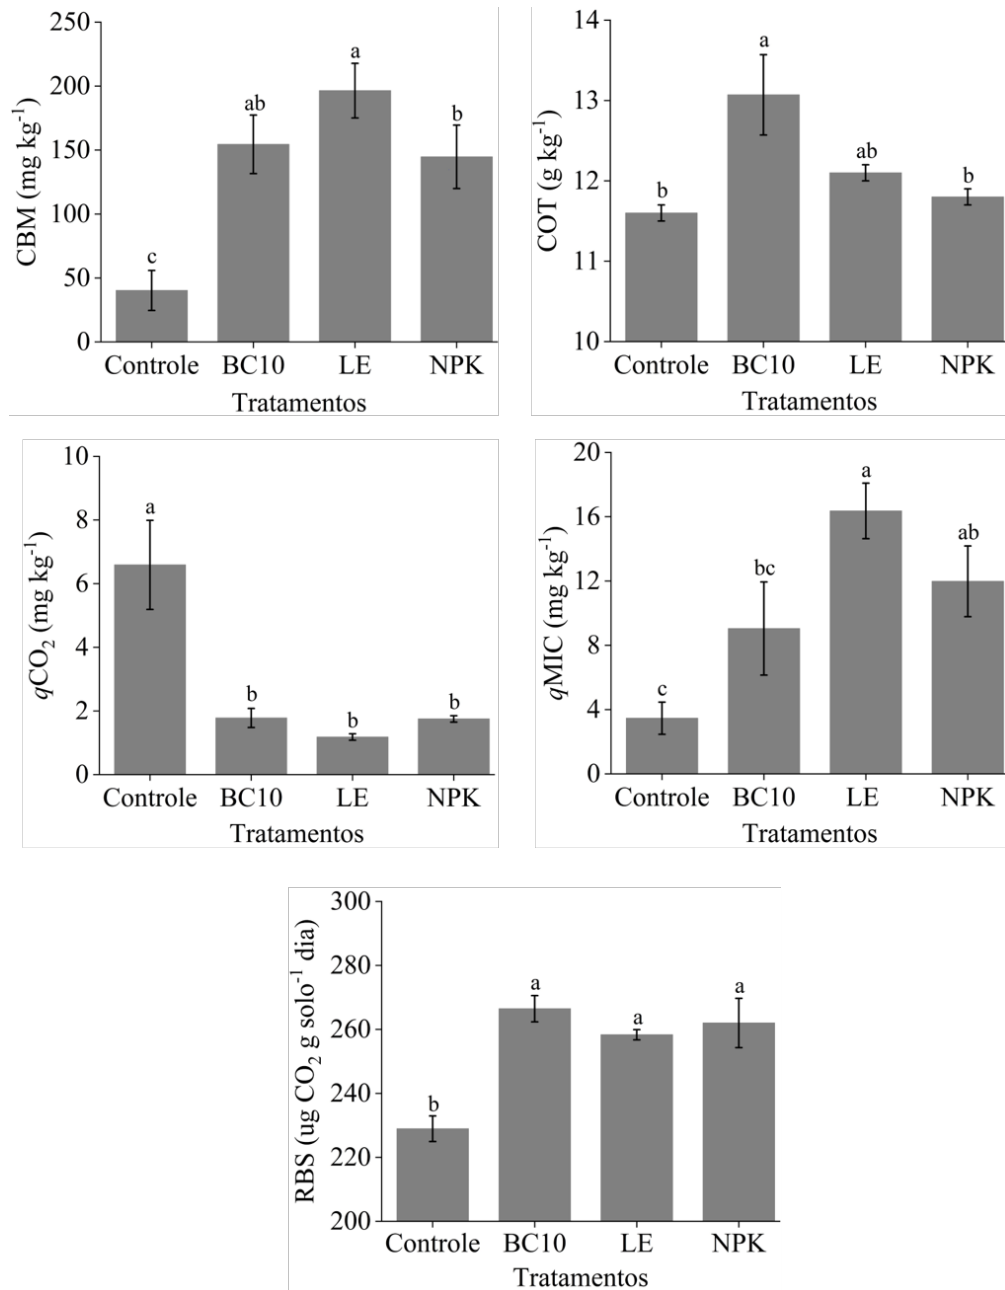 CBM (mg kg⁻¹)
250
200
150
100
50
0
c
ab
a
b
Controle BC10 LE NPK
Tratamentos
COT (g kg⁻¹)
14
13
12
11
10
b
a
ab
b
Controle BC10 LE NPK
Tratamentos
qCO₂ (mg kg⁻¹)
10
8
6
4
2
0
a
b
b
b
Controle BC10 LE NPK
Tratamentos
qMIC (mg kg⁻¹)
20
16
12
8
4
0
c
bc
a
ab
Controle BC10 LE NPK
Tratamentos
RBS (ug CO₂ g solo⁻¹ dia)
300
280
260
240
220
200
b
a
a
a
Controle BC10 LE NPK
Tratamentos